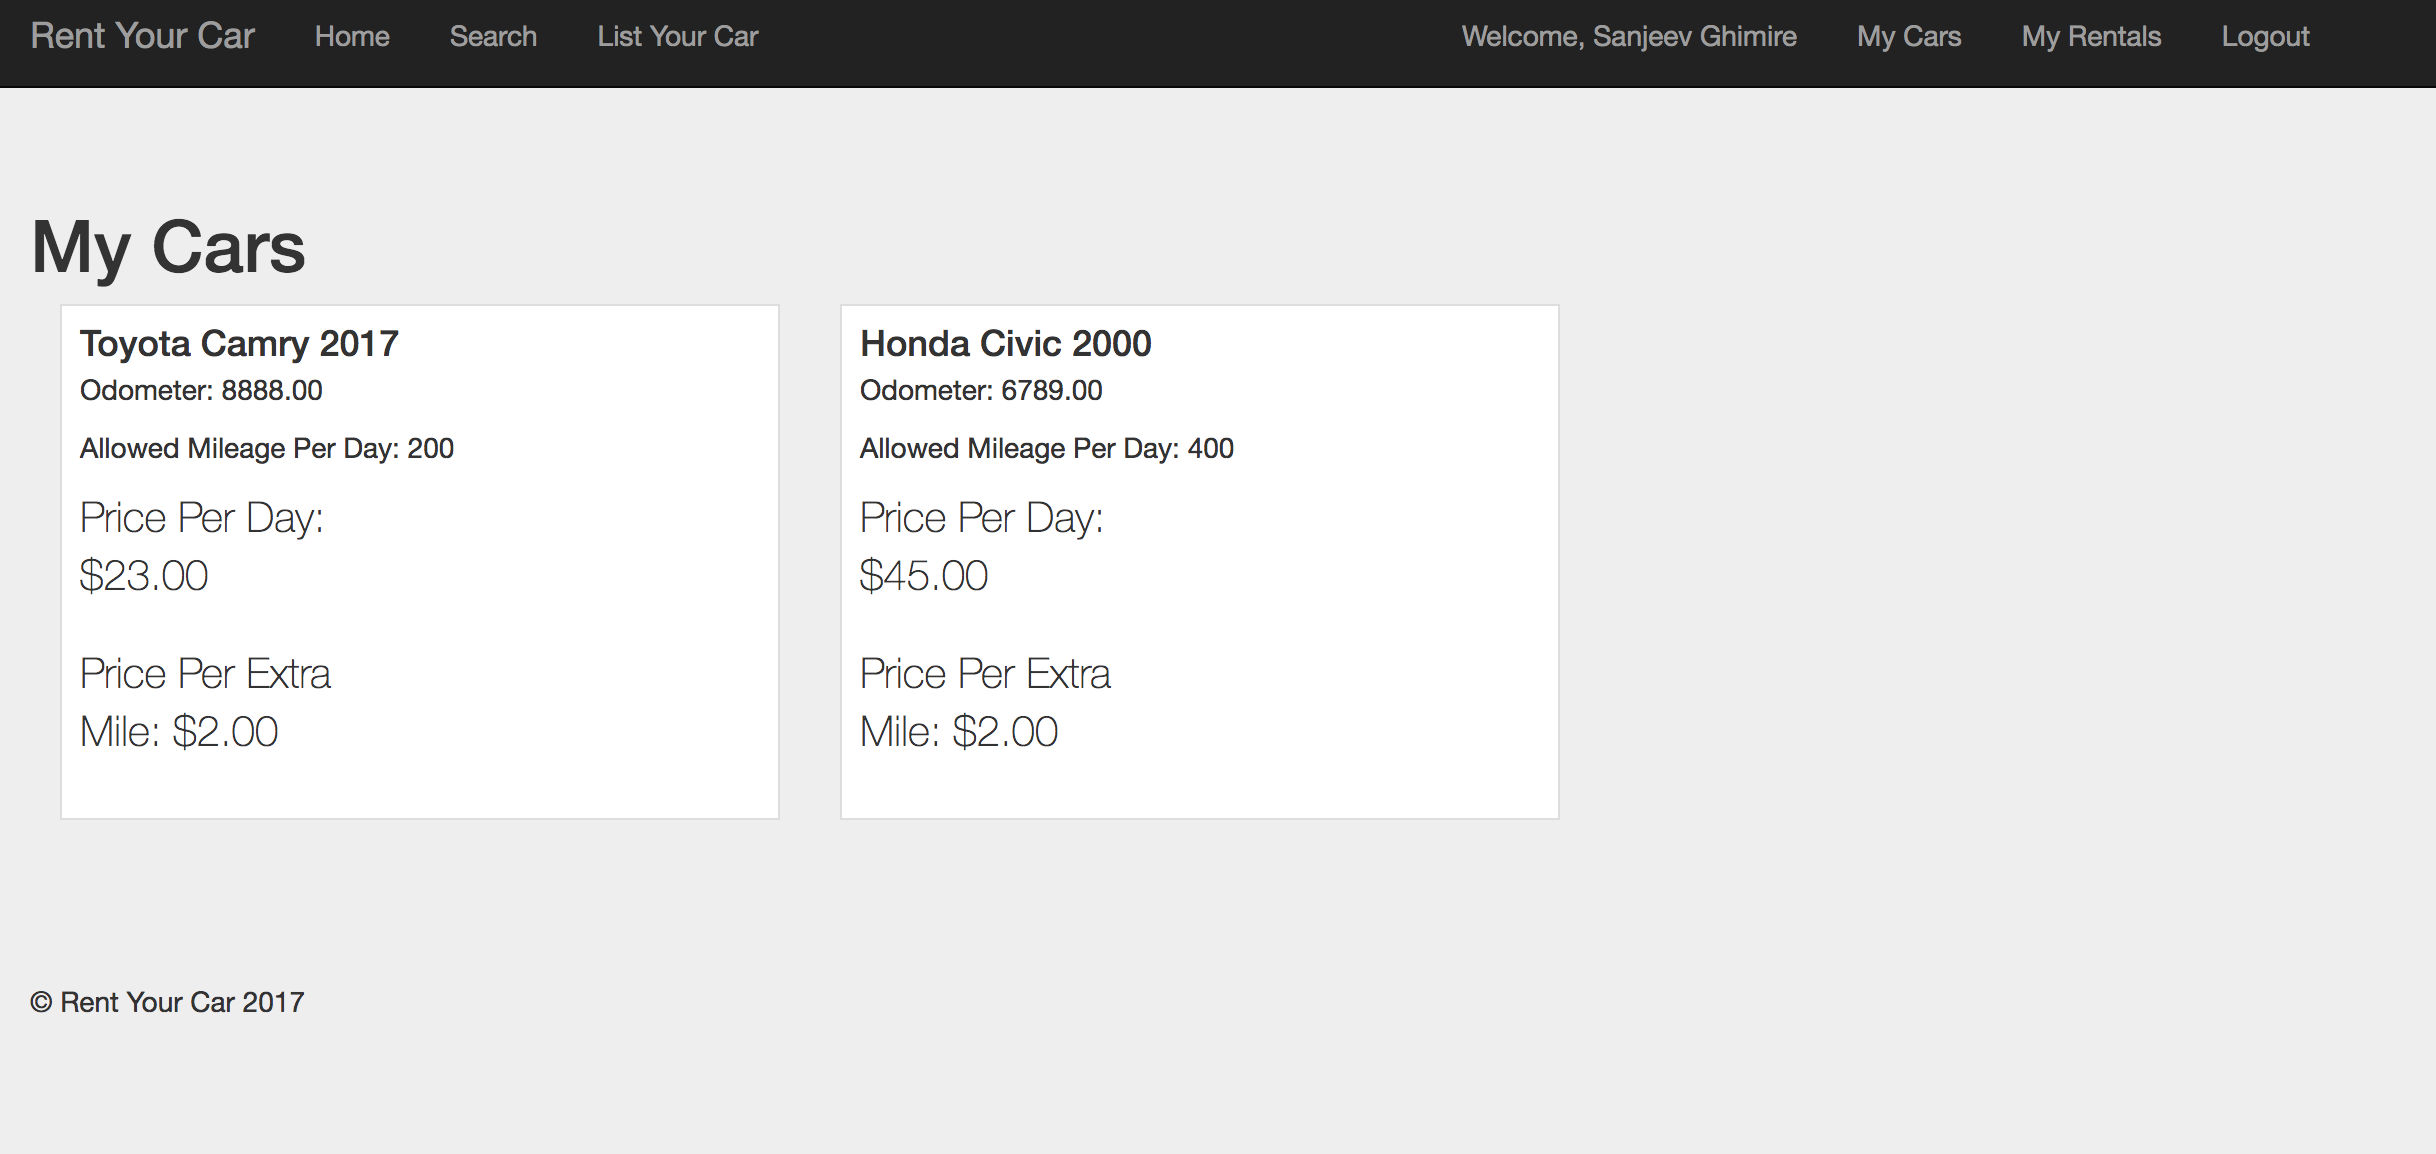 Rent Your Car Home Search List Your Car Welcome, Sanjeev Ghimire My Cars My Rentals Logout
My Cars
Toyota Camry 2017
Odometer: 8888.00
Allowed Mileage Per Day: 200
Price Per Day:
$23.00
Price Per Extra
Mile: $2.00
Honda Civic 2000
Odometer: 6789.00
Allowed Mileage Per Day: 400
Price Per Day:
$45.00
Price Per Extra
Mile: $2.00
© Rent Your Car 2017